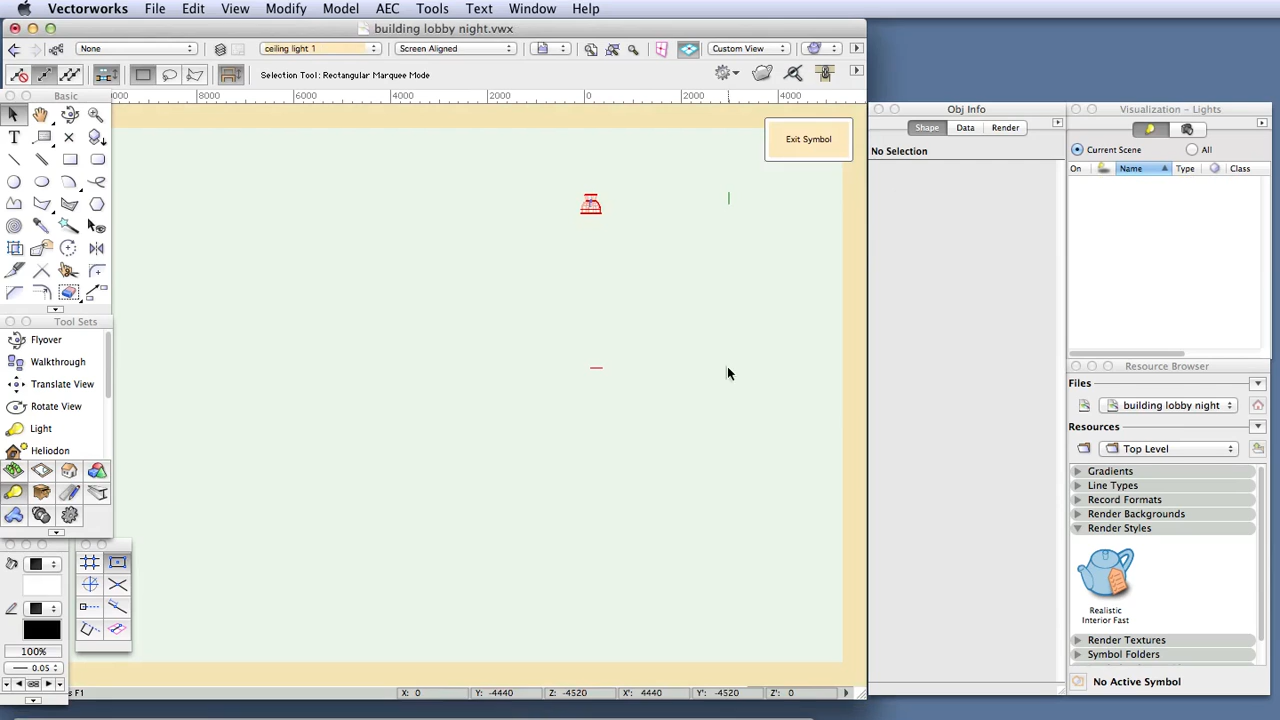 Vectorworks File Edit View Modify Model AEC Tools Text Window Help
building lobby night.vwx
None ceiling light 1 Screen Aligned Custom View
Selection Tool: Rectangular Marquee Mode
Basic
8000 6000 4000 2000 0 2000 4000
Exit Symbol
Tool Sets
Flyover
Walkthrough
Translate View
Rotate View
Light
Heliodon
100%
0.05
s F1 X: 0 Y: -4440 Z: -4520 X': 4440 Y': -4520 Z': 0
Obj Info
Shape Data Render
No Selection
Visualization - Lights
Current Scene All
On Name Type Class
Resource Browser
Files
building lobby night
Resources
Top Level
Gradients
Line Types
Record Formats
Render Backgrounds
Render Styles
Realistic
Interior Fast
Render Textures
Symbol Folders
No Active Symbol